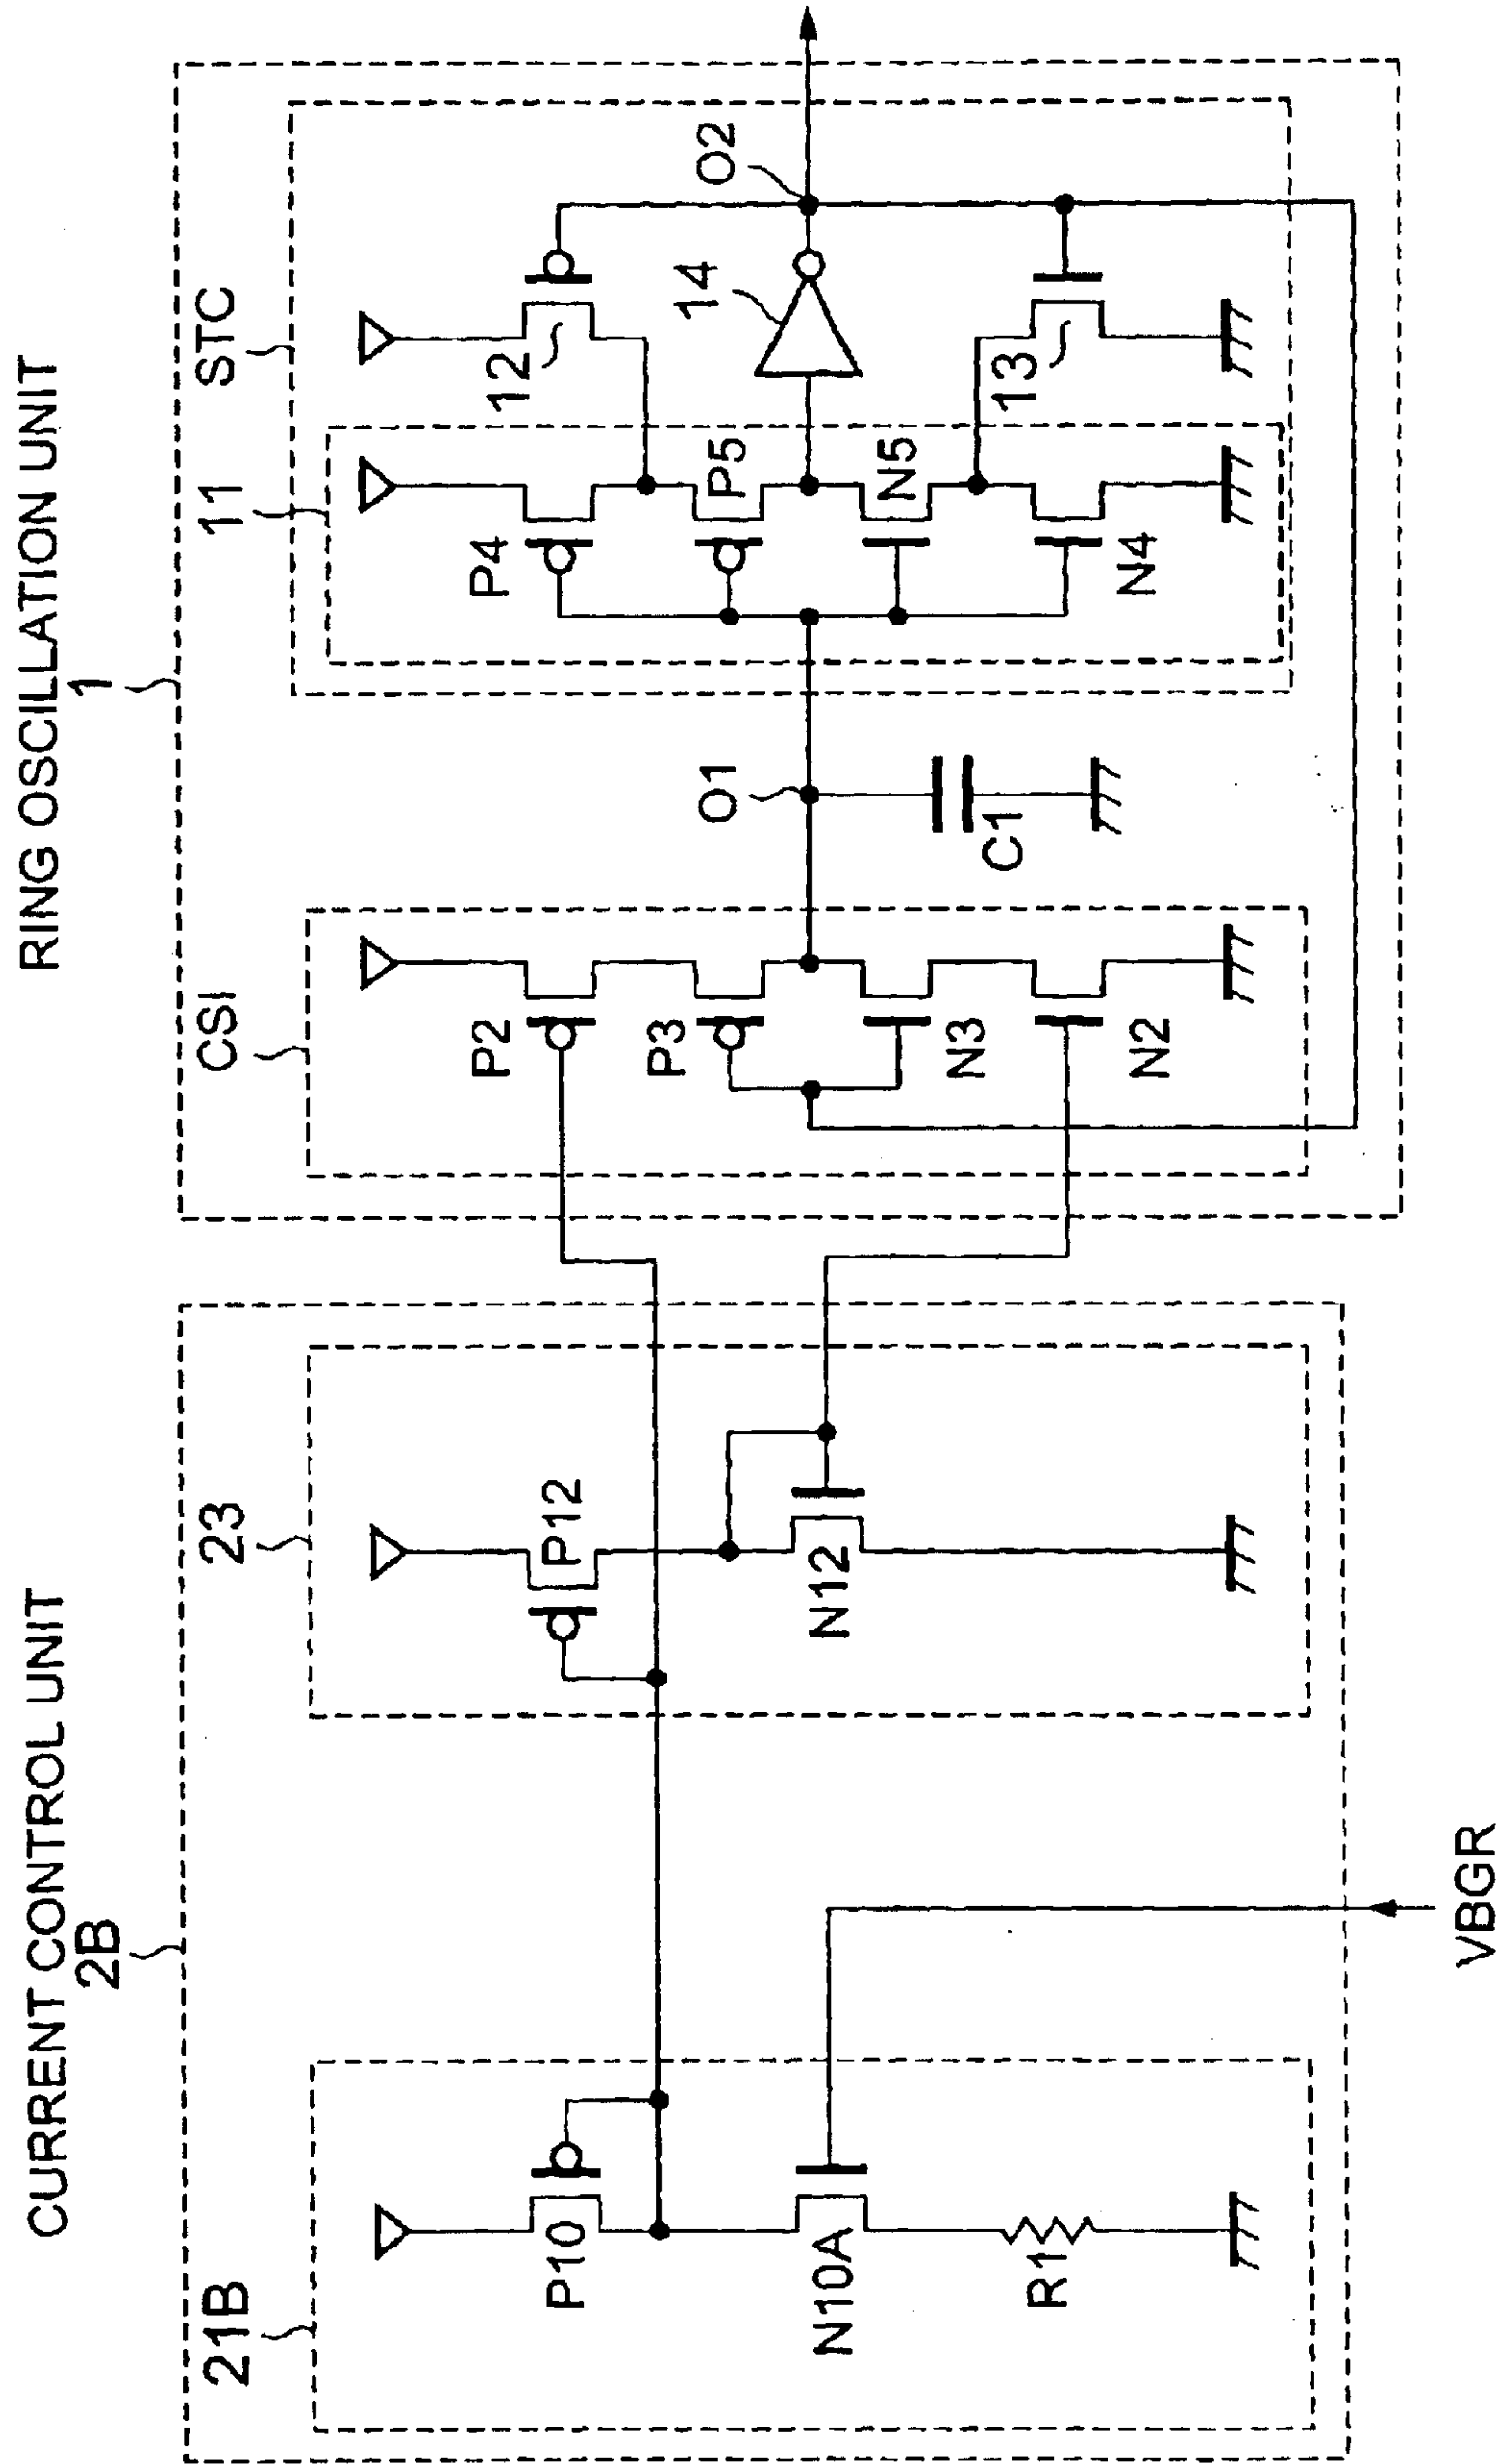 CURRENT CONTROL UNIT
2B
RING OSCILLATION UNIT
1
21B
23
CSI
11
STC
P10
N10A
R1
VBGR
P12
N12
P2
P3
N3
N2
O1
C1
P4
P5
N5
N4
12
14
13
O2